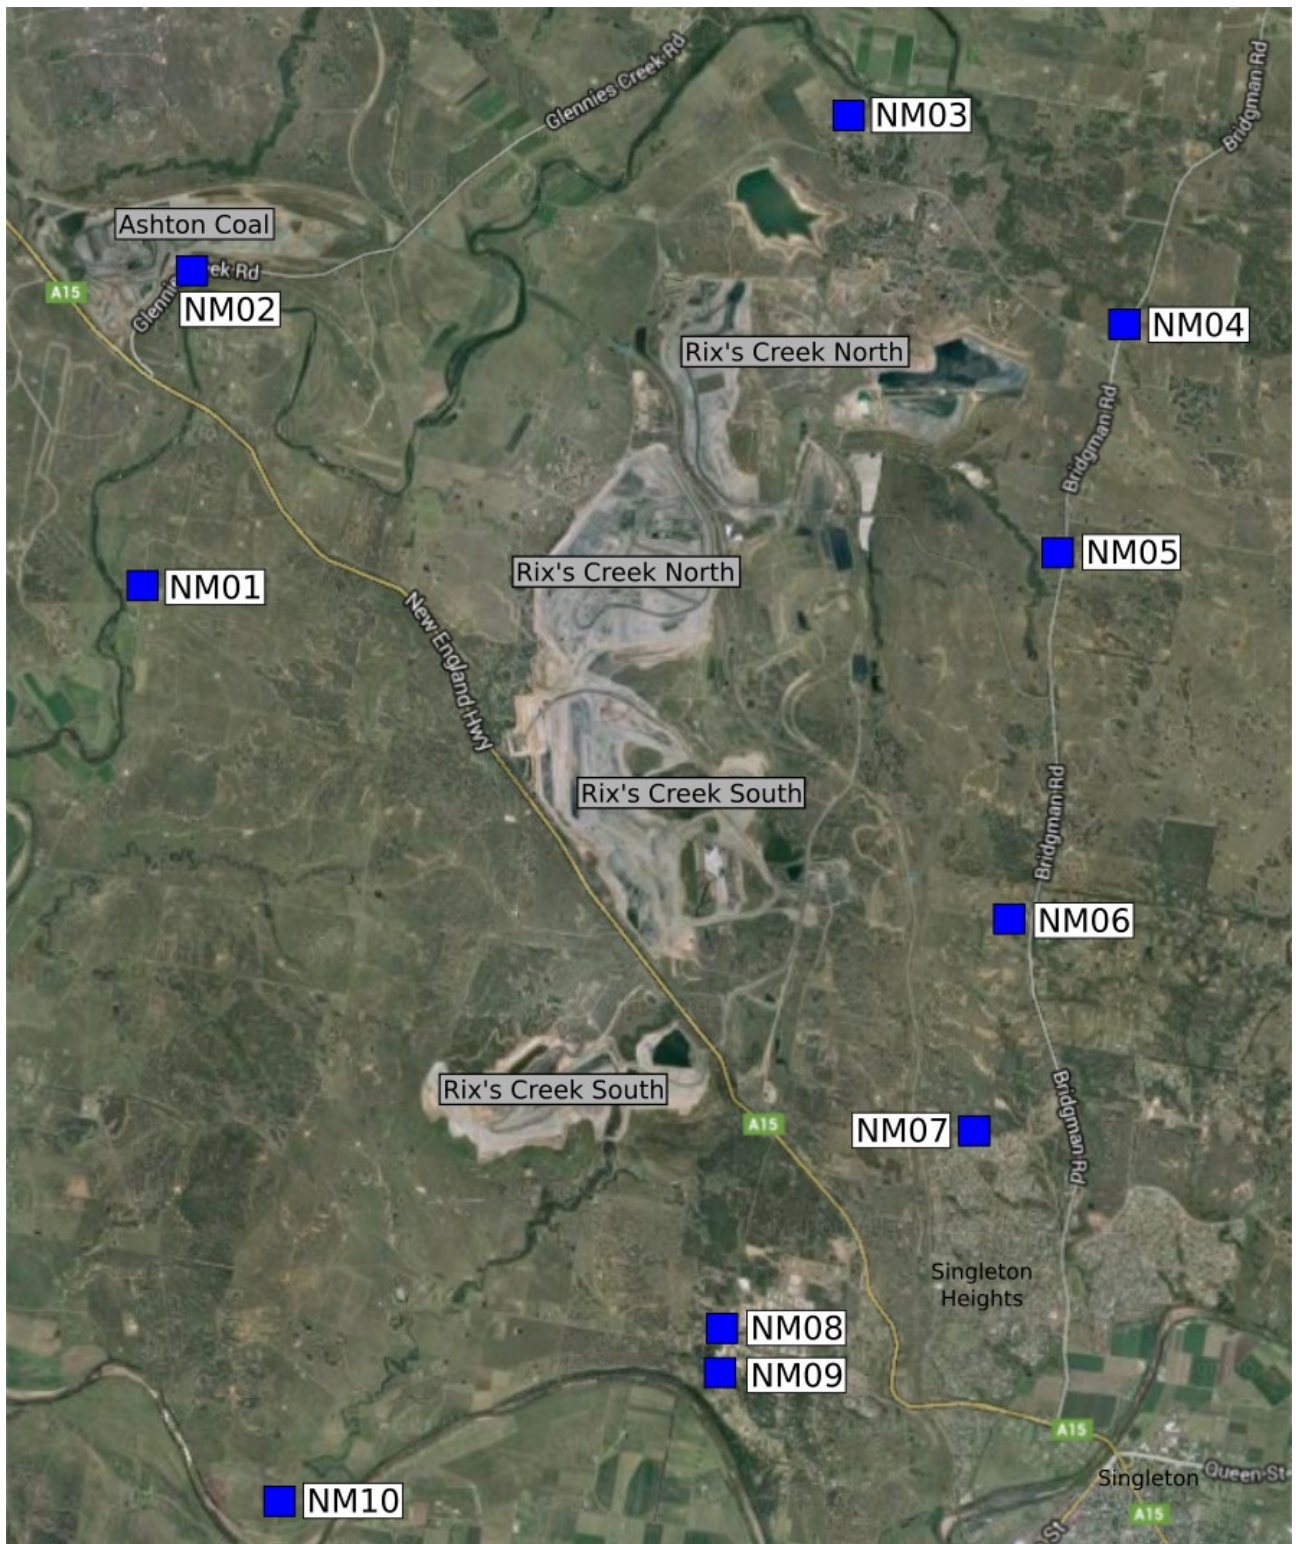 Glennies Creek Rd
Bridgman Rd
NM03
Ashton Coal
ek Rd
A15
Glennie
NM02
NM04
Rix's Creek North
Bridgman Rd
NM05
Rix's Creek North
NM01
New England Hwy
Rix's Creek South
Bridgman Rd
NM06
Rix's Creek South
Bridgman Rd
A15
NM07
Singleton
Heights
NM08
NM09
A15
Queen St
Singleton
NM10
A15
St